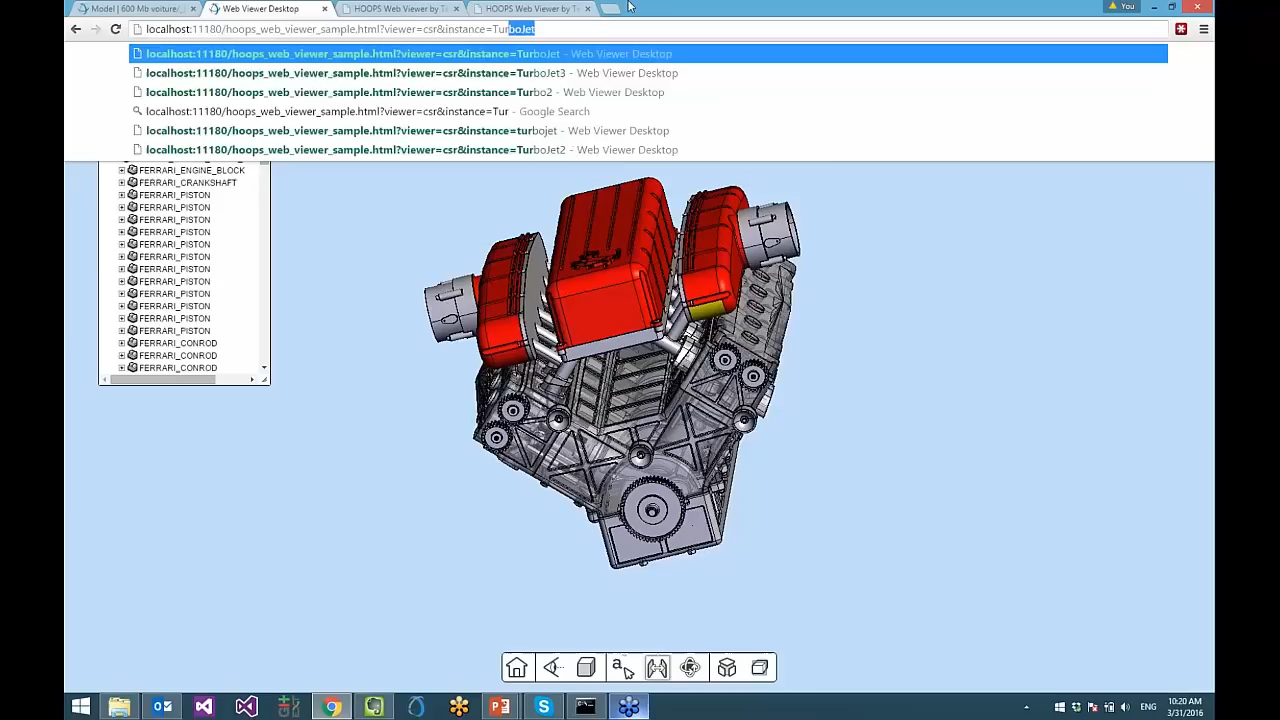 Model | 600 Mb voiture/
Web Viewer Desktop
HOOPS Web Viewer by T
HOOPS Web Viewer by T
You
localhost:11180/hoops_web_viewer_sample.html?viewer=csr&instance=TurboJet
localhost:11180/hoops_web_viewer_sample.html?viewer=csr&instance=TurboJet - Web Viewer Desktop
localhost:11180/hoops_web_viewer_sample.html?viewer=csr&instance=TurboJet3 - Web Viewer Desktop
localhost:11180/hoops_web_viewer_sample.html?viewer=csr&instance=Turbo2 - Web Viewer Desktop
localhost:11180/hoops_web_viewer_sample.html?viewer=csr&instance=Tur - Google Search
localhost:11180/hoops_web_viewer_sample.html?viewer=csr&instance=turbojet - Web Viewer Desktop
localhost:11180/hoops_web_viewer_sample.html?viewer=csr&instance=TurboJet2 - Web Viewer Desktop
FERRARI_ENGINE_BLOCK
FERRARI_CRANKSHAFT
FERRARI_PISTON
FERRARI_PISTON
FERRARI_PISTON
FERRARI_PISTON
FERRARI_PISTON
FERRARI_PISTON
FERRARI_PISTON
FERRARI_PISTON
FERRARI_PISTON
FERRARI_PISTON
FERRARI_PISTON
FERRARI_PISTON
FERRARI_CONROD
FERRARI_CONROD
FERRARI_CONROD
a
ENG
10:20 AM
3/31/2016